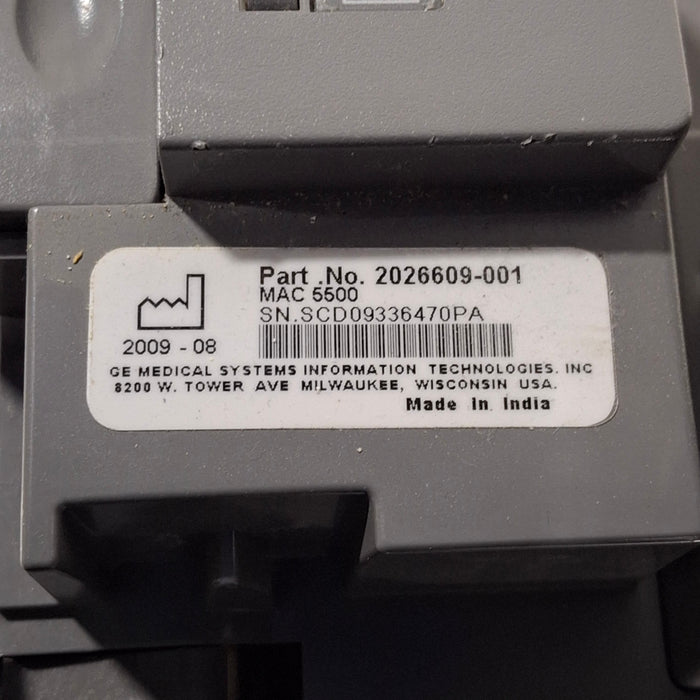 Part .No. 2026609-001
MAC 5500
SN.SCD09336470PA
2009 - 08
GE MEDICAL SYSTEMS INFORMATION TECHNOLOGIES. INC
8200 W. TOWER AVE MILWAUKEE, WISCONSIN USA.
Made in India